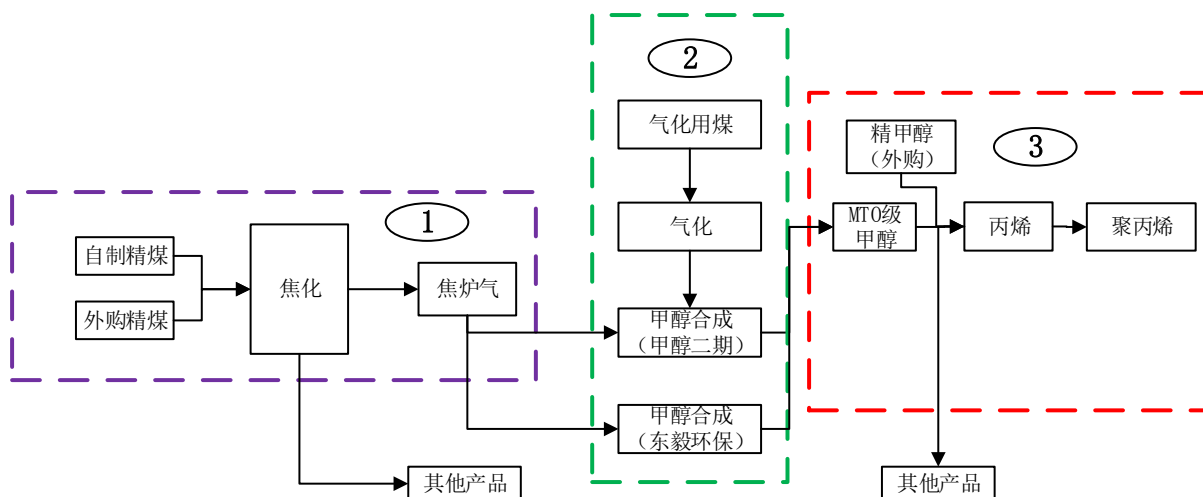 ①
自制精煤
外购精煤
焦化
焦炉气
其他产品
②
气化用煤
气化
甲醇合成
（甲醇二期）
甲醇合成
（东毅环保）
③
精甲醇
（外购）
MTO级
甲醇
丙烯
聚丙烯
其他产品